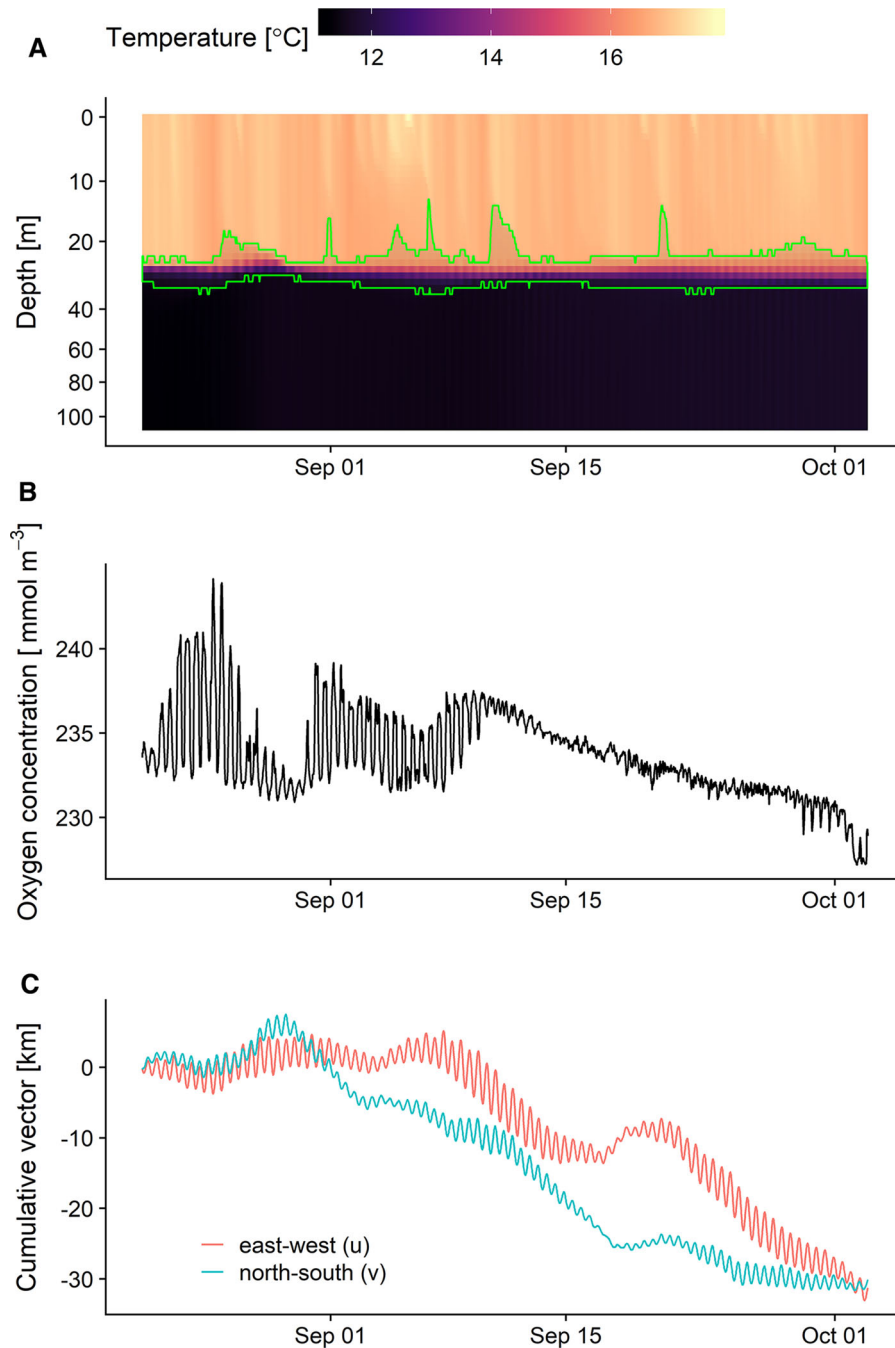 A
Temperature [°C]
12 14 16
Depth [m]
0
10
20
40
60
80
100
Sep 01 Sep 15 Oct 01
B
Oxygen concentration [ mmol m⁻³]
240
235
230
Sep 01 Sep 15 Oct 01
C
Cumulative vector [km]
0
-10
-20
-30
east-west (u)
north-south (v)
Sep 01 Sep 15 Oct 01